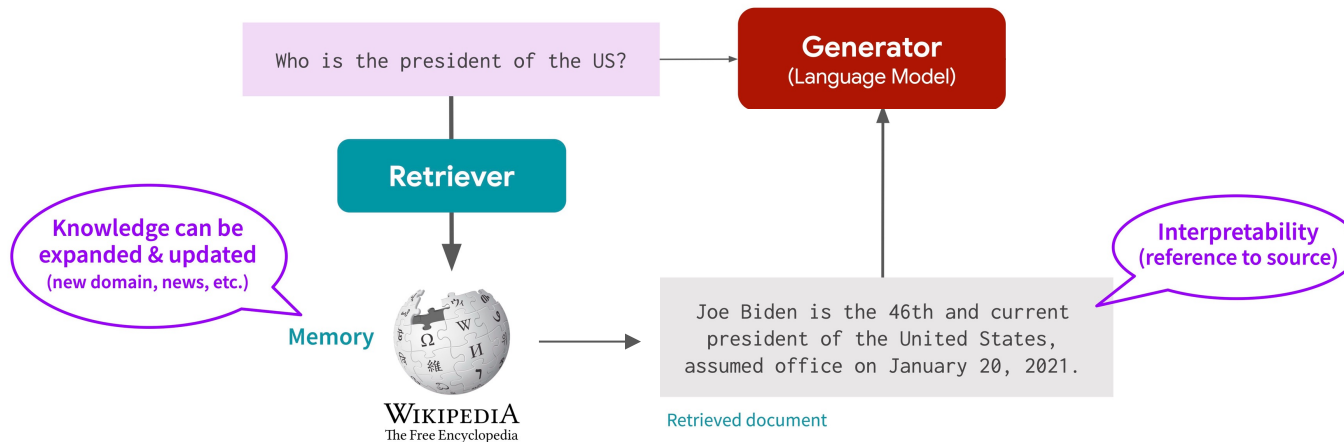 Who is the president of the US?
Generator
(Language Model)
Retriever
Knowledge can be
expanded & updated
(new domain, news, etc.)
Interpretability
(reference to source)
Memory
Ω
W
И
維
WIKIPEDIA
The Free Encyclopedia
Joe Biden is the 46th and current
president of the United States,
assumed office on January 20, 2021.
Retrieved document